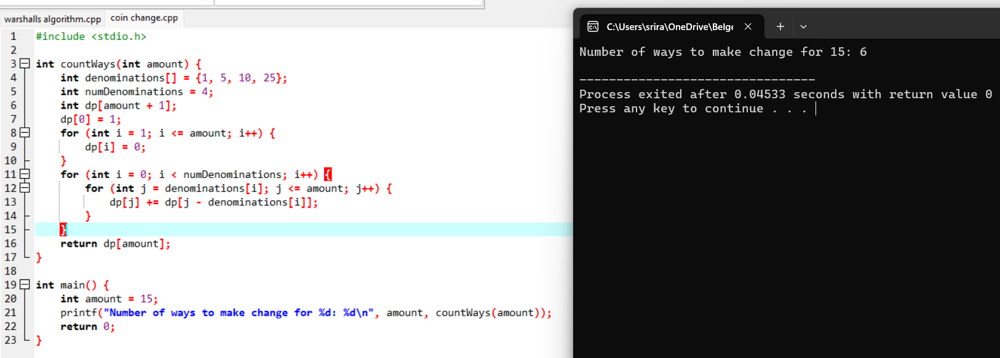 warshalls algorithm.cpp coin change.cpp
1 #include <stdio.h>
2
3 int countWays(int amount) {
4 int denominations[] = {1, 5, 10, 25};
5 int numDenominations = 4;
6 int dp[amount + 1];
7 dp[0] = 1;
8 for (int i = 1; i <= amount; i++) {
9 dp[i] = 0;
10 }
11 for (int i = 0; i < numDenominations; i++) {
12 for (int j = denominations[i]; j <= amount; j++) {
13 dp[j] += dp[j - denominations[i]];
14 }
15 }
16 return dp[amount];
17 }
18
19 int main() {
20 int amount = 15;
21 printf("Number of ways to make change for %d: %d\n", amount, countWays(amount));
22 return 0;
23 }
C:\Users\srira\OneDrive\Belge
Number of ways to make change for 15: 6
--------------------------------
Process exited after 0.04533 seconds with return value 0
Press any key to continue . . .